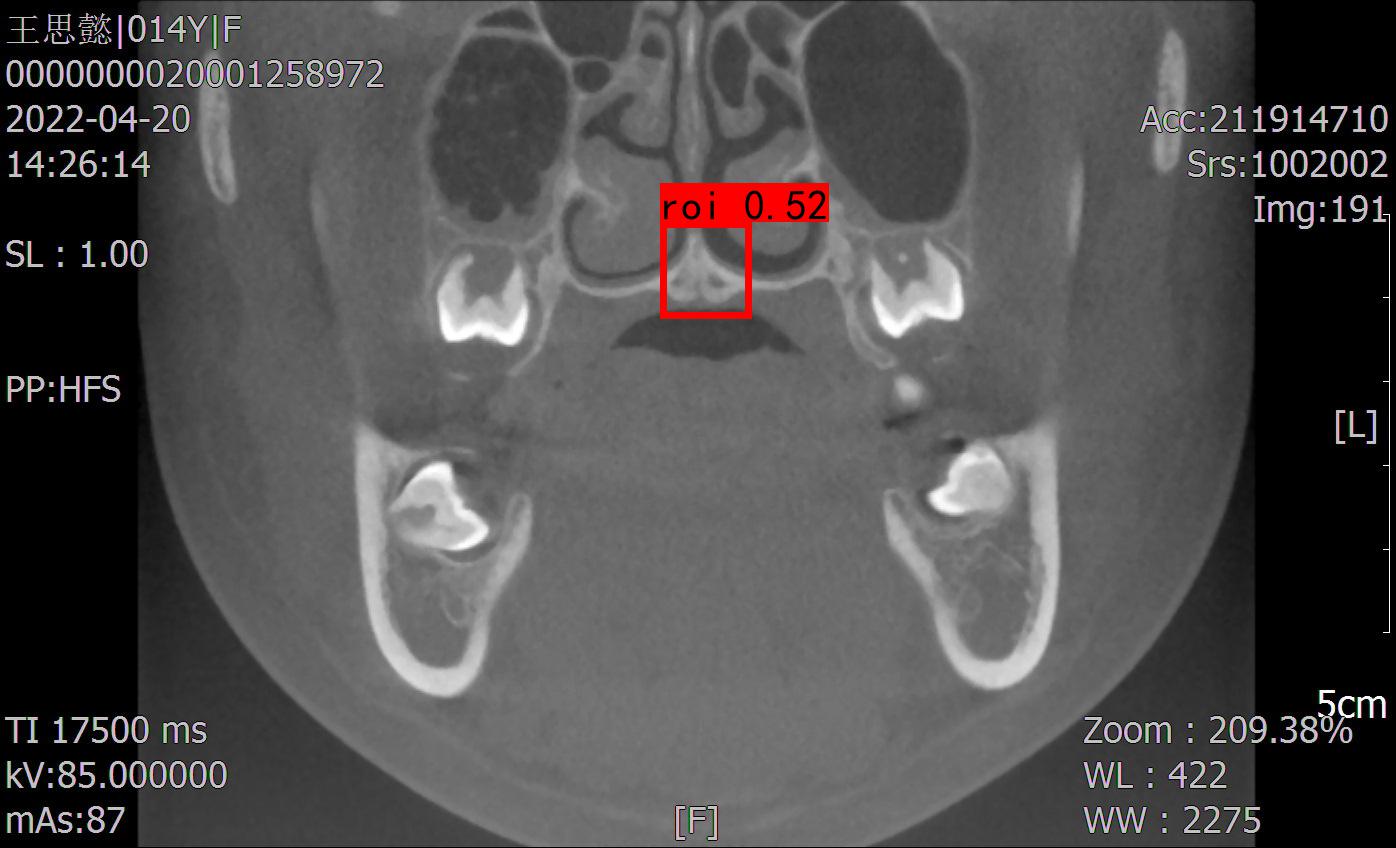 王思懿|014Y|F
0000000020001258972
2022-04-20
14:26:14
SL : 1.00
PP:HFS
Acc:211914710
Srs:1002002
Img:191
roi 0.52
[L]
5cm
TI 17500 ms
kV:85.000000
mAs:87
[F]
Zoom : 209.38%
WL : 422
WW : 2275